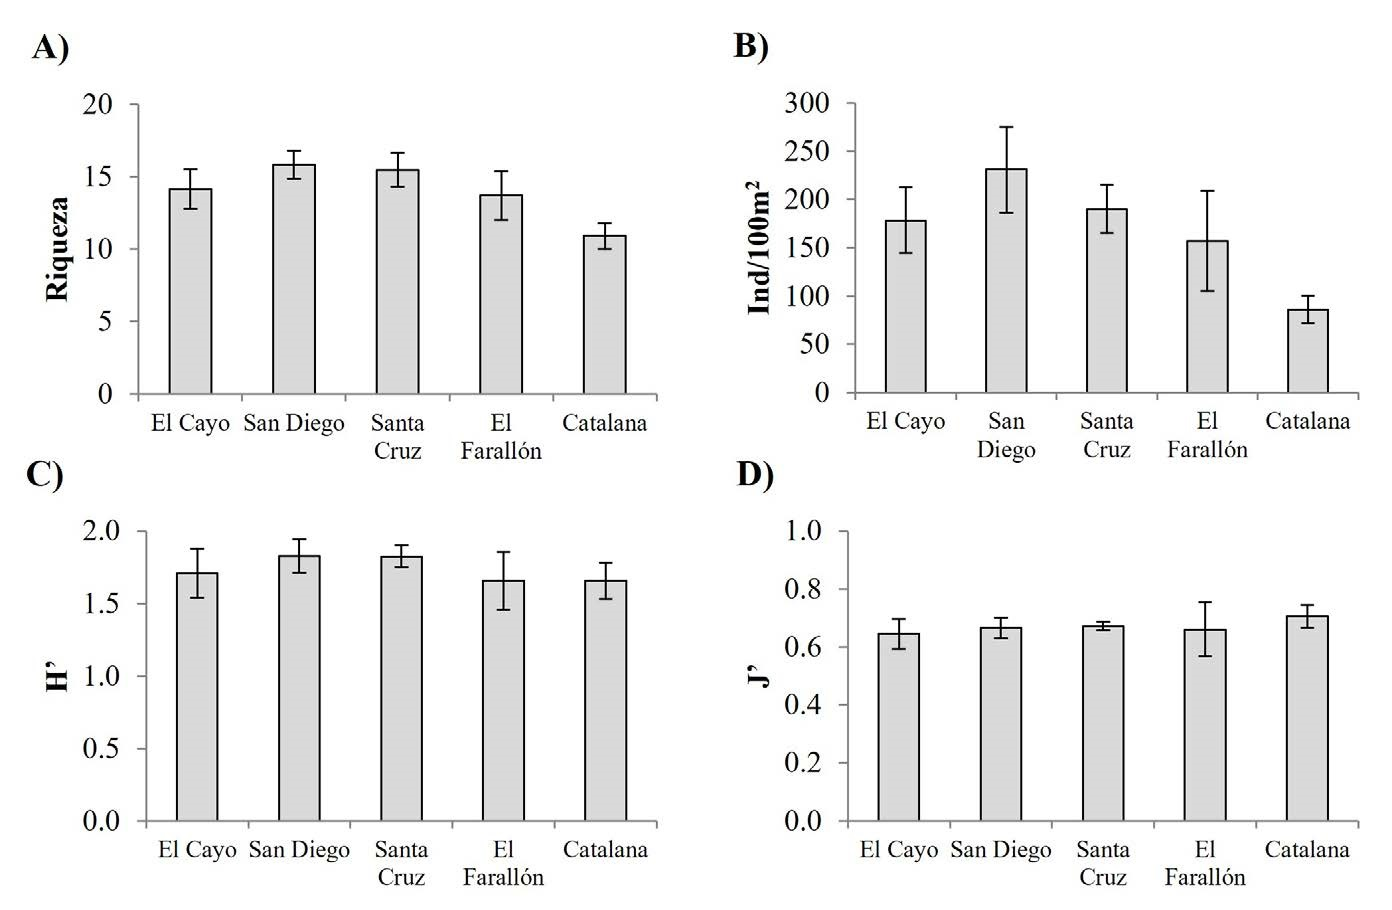 A)
Riqueza
20
15
10
5
0
El Cayo San Diego Santa Cruz El Farallón Catalana
B)
Ind/100m²
300
250
200
150
100
50
0
El Cayo San Diego Santa Cruz El Farallón Catalana
C)
H’
2.0
1.5
1.0
0.5
0.0
El Cayo San Diego Santa Cruz El Farallón Catalana
D)
J’
1.0
0.8
0.6
0.4
0.2
0.0
El Cayo San Diego Santa Cruz El Farallón Catalana